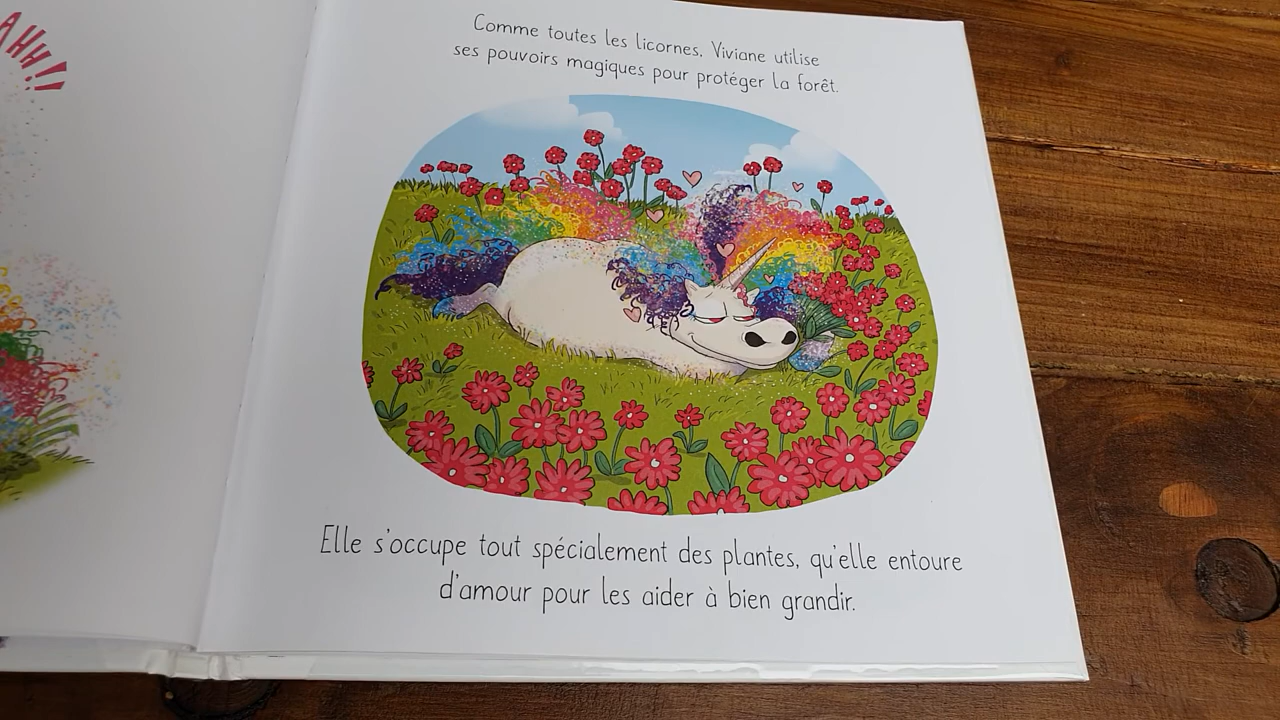 AHHH!!
Comme toutes les licornes, Viviane utilise
ses pouvoirs magiques pour protéger la forêt.
Elle s'occupe tout spécialement des plantes, qu'elle entoure
d'amour pour les aider à bien grandir.